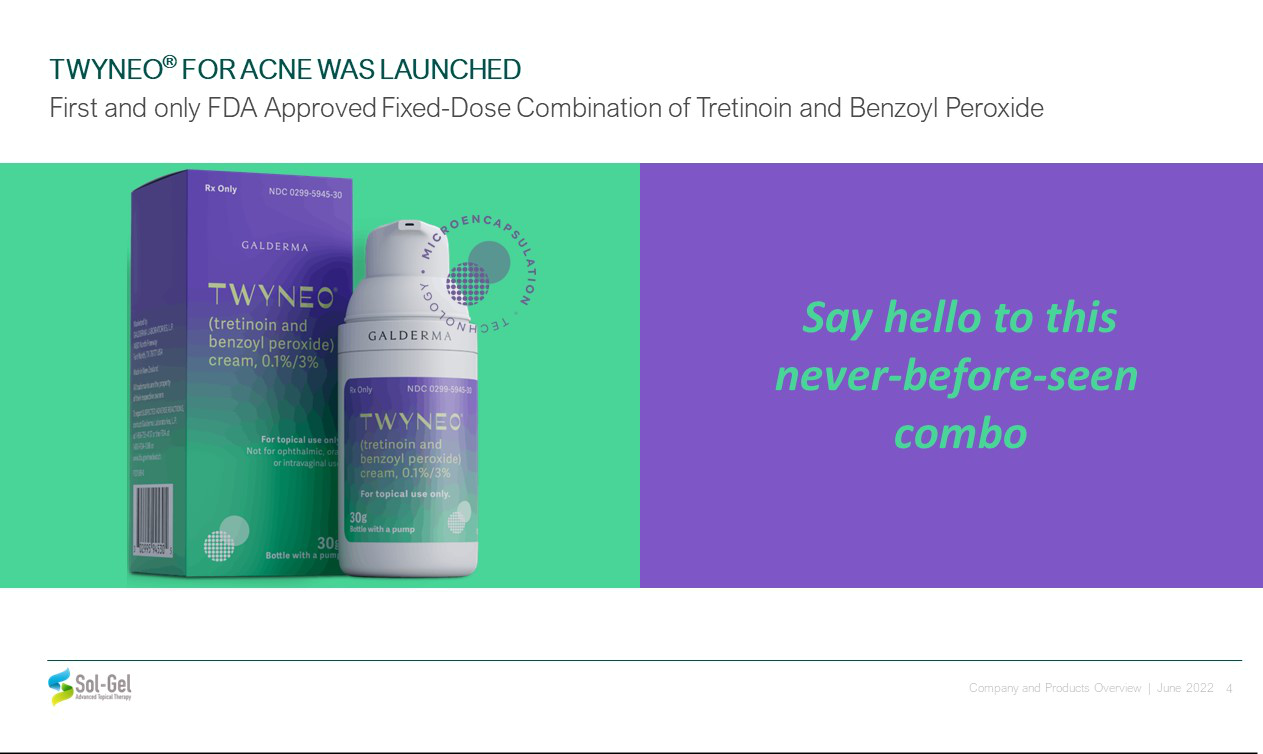 TWYNEO® FOR ACNE WAS LAUNCHED
First and only FDA Approved Fixed-Dose Combination of Tretinoin and Benzoyl Peroxide
Rx Only
NDC 0299-5945-30
GALDERMA
TWYNEO®
(tretinoin and
benzoyl peroxide)
cream, 0.1%/3%
For topical use only
Not for ophthalmic,
or intravaginal
30g
Bottle with a pump
MICROENCAPSULATION • TECHNOLOGY •
GALDERMA
Rx Only
NDC 0299-5945-30
TWYNEO®
(tretinoin and
benzoyl peroxide)
cream, 0.1%/3%
For topical use only.
30g
Bottle with a pump
Say hello to this
never-before-seen
combo
Sol-Gel
Advanced Topical Therapy
Company and Products Overview | June 2022 4